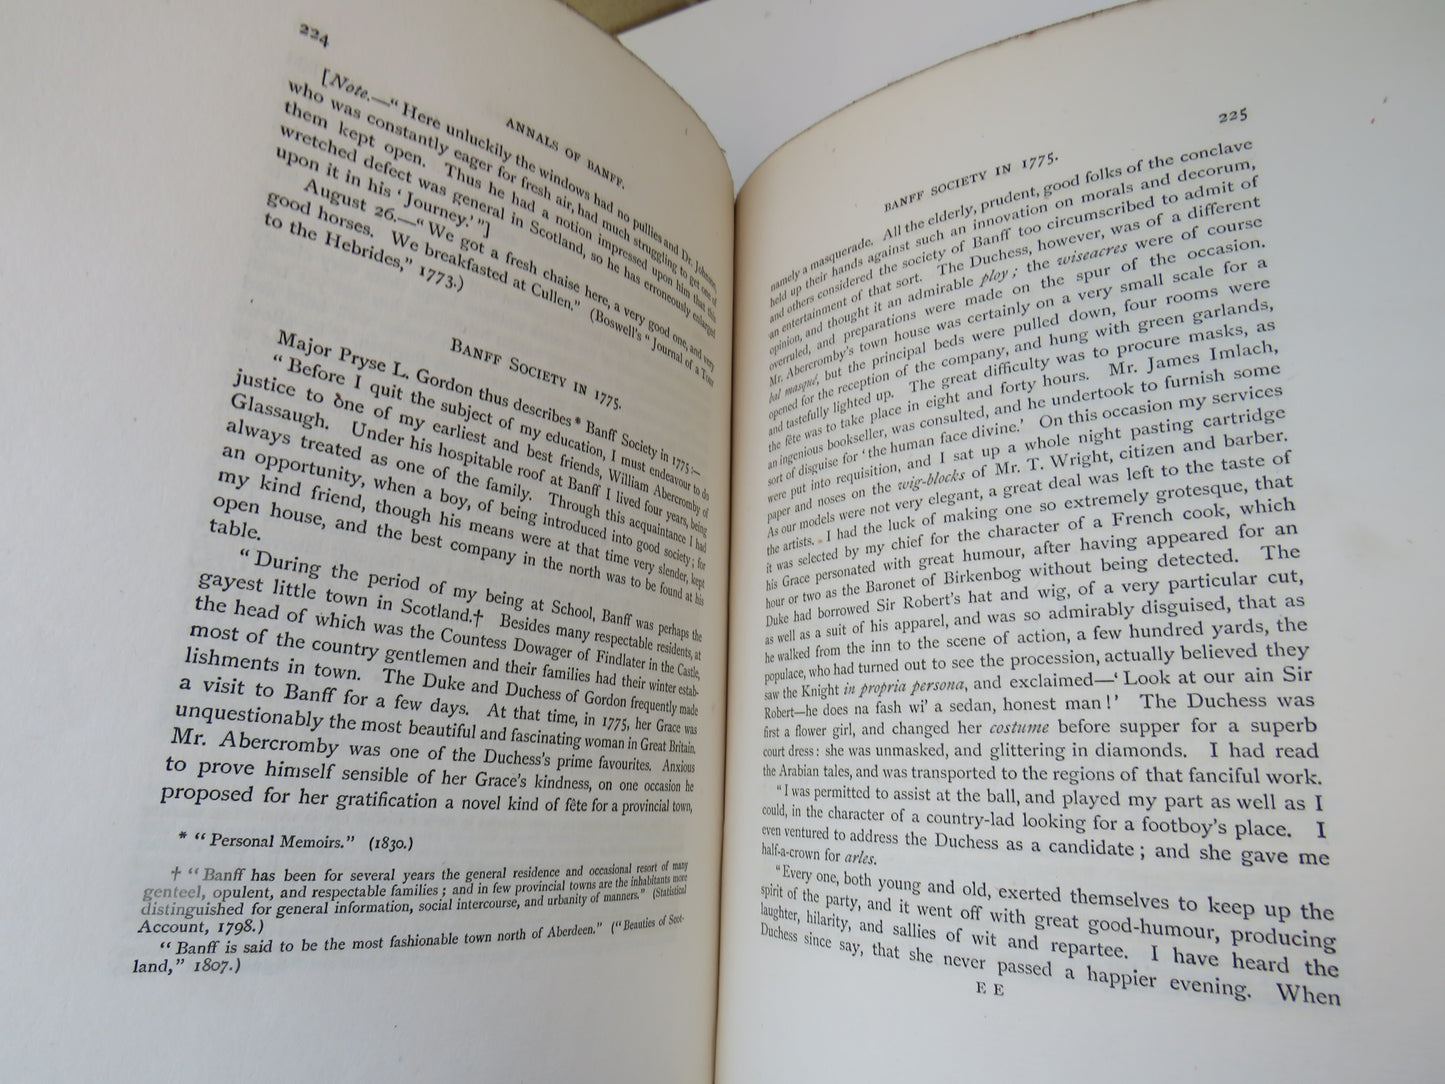 224
ANNALS OF BANFF.
[Note.—“Here unluckily the windows had no pullies and Dr. Johnson,
who was constantly eager for fresh air, had much struggling to get one of
them kept open. Thus he had a notion impressed upon him that this
wretched defect was general in Scotland, so he has erroneously enlarged
upon it in his ‘Journey.’”]
August 26.—“We got a fresh chaise here, a very good one, and very
good horses. We breakfasted at Cullen.” (Boswell's “Journal of a Tour
to the Hebrides,” 1773.)
BANFF SOCIETY IN 1775.
Major Pryse L. Gordon thus describes* Banff Society in 1775:—
“Before I quit the subject of my education, I must endeavour to do
justice to one of my earliest and best friends, William Abercromby of
Glassaugh. Under his hospitable roof at Banff I lived four years, being
always treated as one of the family. Through this acquaintance I had
an opportunity, when a boy, of being introduced into good society; for
my kind friend, though his means were at that time very slender, kept
open house, and the best company in the north was to be found at his
table.
“During the period of my being at School, Banff was perhaps the
gayest little town in Scotland.† Besides many respectable residents, at
the head of which was the Countess Dowager of Findlater in the Castle,
most of the country gentlemen and their families had their winter estab-
lishments in town. The Duke and Duchess of Gordon frequently made
a visit to Banff for a few days. At that time, in 1775, her Grace was
unquestionably the most beautiful and fascinating woman in Great Britain.
Mr. Abercromby was one of the Duchess's prime favourites. Anxious
to prove himself sensible of her Grace's kindness, on one occasion he
proposed for her gratification a novel kind of fête for a provincial town,
* “Personal Memoirs.” (1830.)
† “Banff has been for several years the general residence and occasional resort of many
genteel, opulent, and respectable families; and in few provincial towns are the inhabitants more
distinguished for general information, social intercourse, and urbanity of manners.” (Statistical
Account, 1798.)
“Banff is said to be the most fashionable town north of Aberdeen.” (“Beauties of Scot-
land,” 1807.)
225
BANFF SOCIETY IN 1775.
namely a masquerade. All the elderly, prudent, good folks of the conclave
held up their hands against such an innovation on morals and decorum,
and others considered the society of Banff too circumscribed to admit of
an entertainment of that sort. The Duchess, however, was of a different
opinion, and thought it an admirable ploy; the wiseacres were of course
overruled, and preparations were made on the spur of the occasion.
Mr. Abercromby's town house was certainly on a very small scale for a
bal masqué, but the principal beds were pulled down, four rooms were
opened for the reception of the company, and hung with green garlands,
and tastefully lighted up. The great difficulty was to procure masks, as
the fête was to take place in eight and forty hours. Mr. James Imlach,
an ingenious bookseller, was consulted, and he undertook to furnish some
sort of disguise for ‘the human face divine.’ On this occasion my services
were put into requisition, and I sat up a whole night pasting cartridge
paper and noses on the wig-blocks of Mr. T. Wright, citizen and barber.
As our models were not very elegant, a great deal was left to the taste of
the artists. I had the luck of making one so extremely grotesque, that
it was selected by my chief for the character of a French cook, which
his Grace personated with great humour, after having appeared for an
hour or two as the Baronet of Birkenbog without being detected. The
Duke had borrowed Sir Robert's hat and wig, of a very particular cut,
as well as a suit of his apparel, and was so admirably disguised, that as
he walked from the inn to the scene of action, a few hundred yards, the
populace, who had turned out to see the procession, actually believed they
saw the Knight in propria persona, and exclaimed—‘Look at our ain Sir
Robert—he does na fash wi' a sedan, honest man!’ The Duchess was
first a flower girl, and changed her costume before supper for a superb
court dress: she was unmasked, and glittering in diamonds. I had read
the Arabian tales, and was transported to the regions of that fanciful work.
“I was permitted to assist at the ball, and played my part as well as I
could, in the character of a country-lad looking for a footboy's place. I
even ventured to address the Duchess as a candidate; and she gave me
half-a-crown for arles.
“Every one, both young and old, exerted themselves to keep up the
spirit of the party, and it went off with great good-humour, producing
laughter, hilarity, and sallies of wit and repartee. I have heard the
Duchess since say, that she never passed a happier evening. When
E E